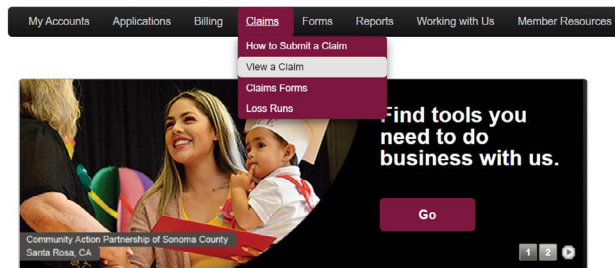 My Accounts Applications Billing Claims Forms Reports Working with Us Member Resources
How to Submit a Claim
View a Claim
Claims Forms
Loss Runs
Find tools you
need to do
business with us.
Go
Community Action Partnership of Sonoma County
Santa Rosa, CA
1 2